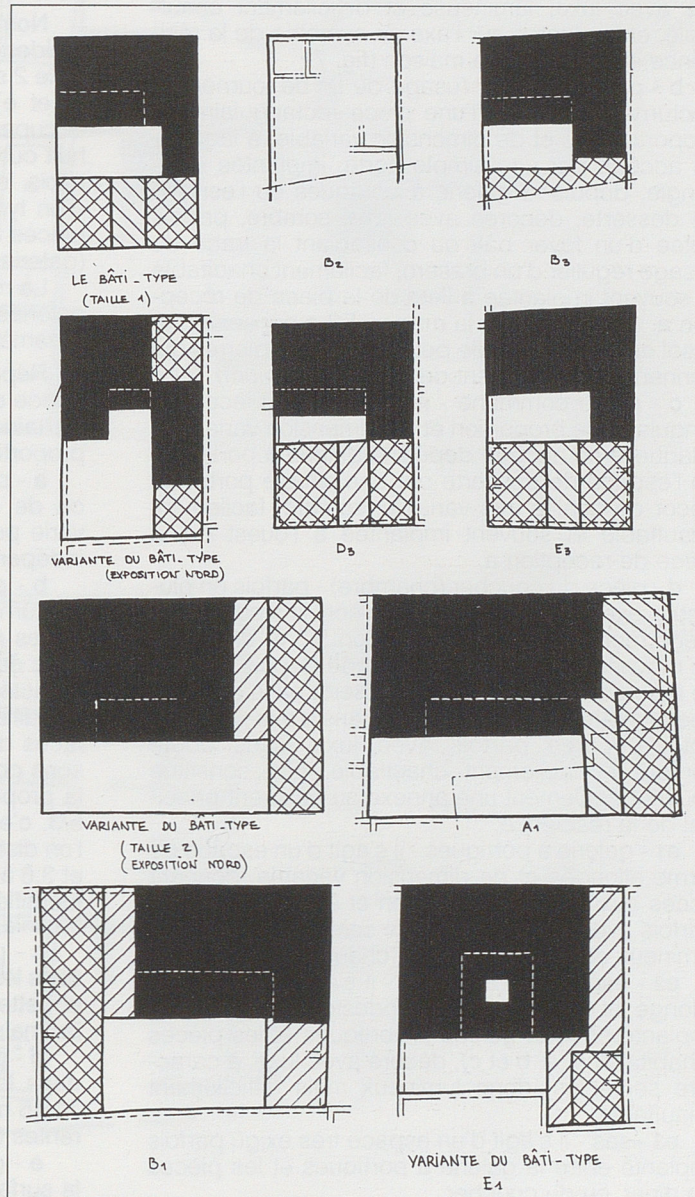 LE BÂTI-TYPE
(TAILLE 1)
B2
B3
VARIANTE DU BÂTI-TYPE
(EXPOSITION NORD)
D3
E3
VARIANTE DU BÂTI-TYPE
(TAILLE 2)
(EXPOSITION NORD)
A1
B1
VARIANTE DU BÂTI-TYPE
E1